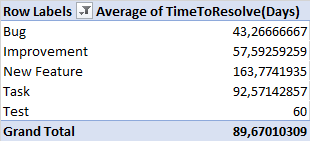 Row Labels Average of TimeToResolve(Days)
Bug 43,26666667
Improvement 57,59259259
New Feature 163,7741935
Task 92,57142857
Test 60
Grand Total 89,67010309